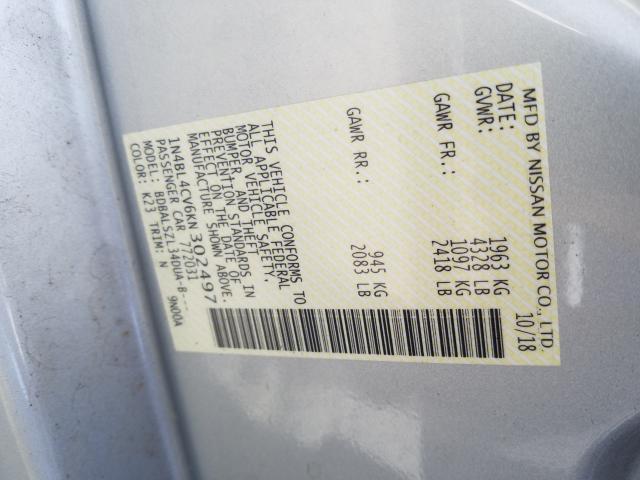 MFD BY NISSAN MOTOR CO., LTD.
DATE: 10/18
GVWR: 1963 KG
4328 LB
GAWR FR.: 1097 KG
2418 LB
GAWR RR.: 945 KG
2083 LB
THIS VEHICLE CONFORMS TO
ALL APPLICABLE FEDERAL
MOTOR VEHICLE SAFETY,
BUMPER, AND THEFT
PREVENTION STANDARDS IN
EFFECT ON THE DATE OF
MANUFACTURE SHOWN ABOVE.
1N4BL4CV6KN302497
PASSENGER CAR 772031
MODEL: BDBALSZL34DUA-B---
COLOR: K23 TRIM: N 9N00A